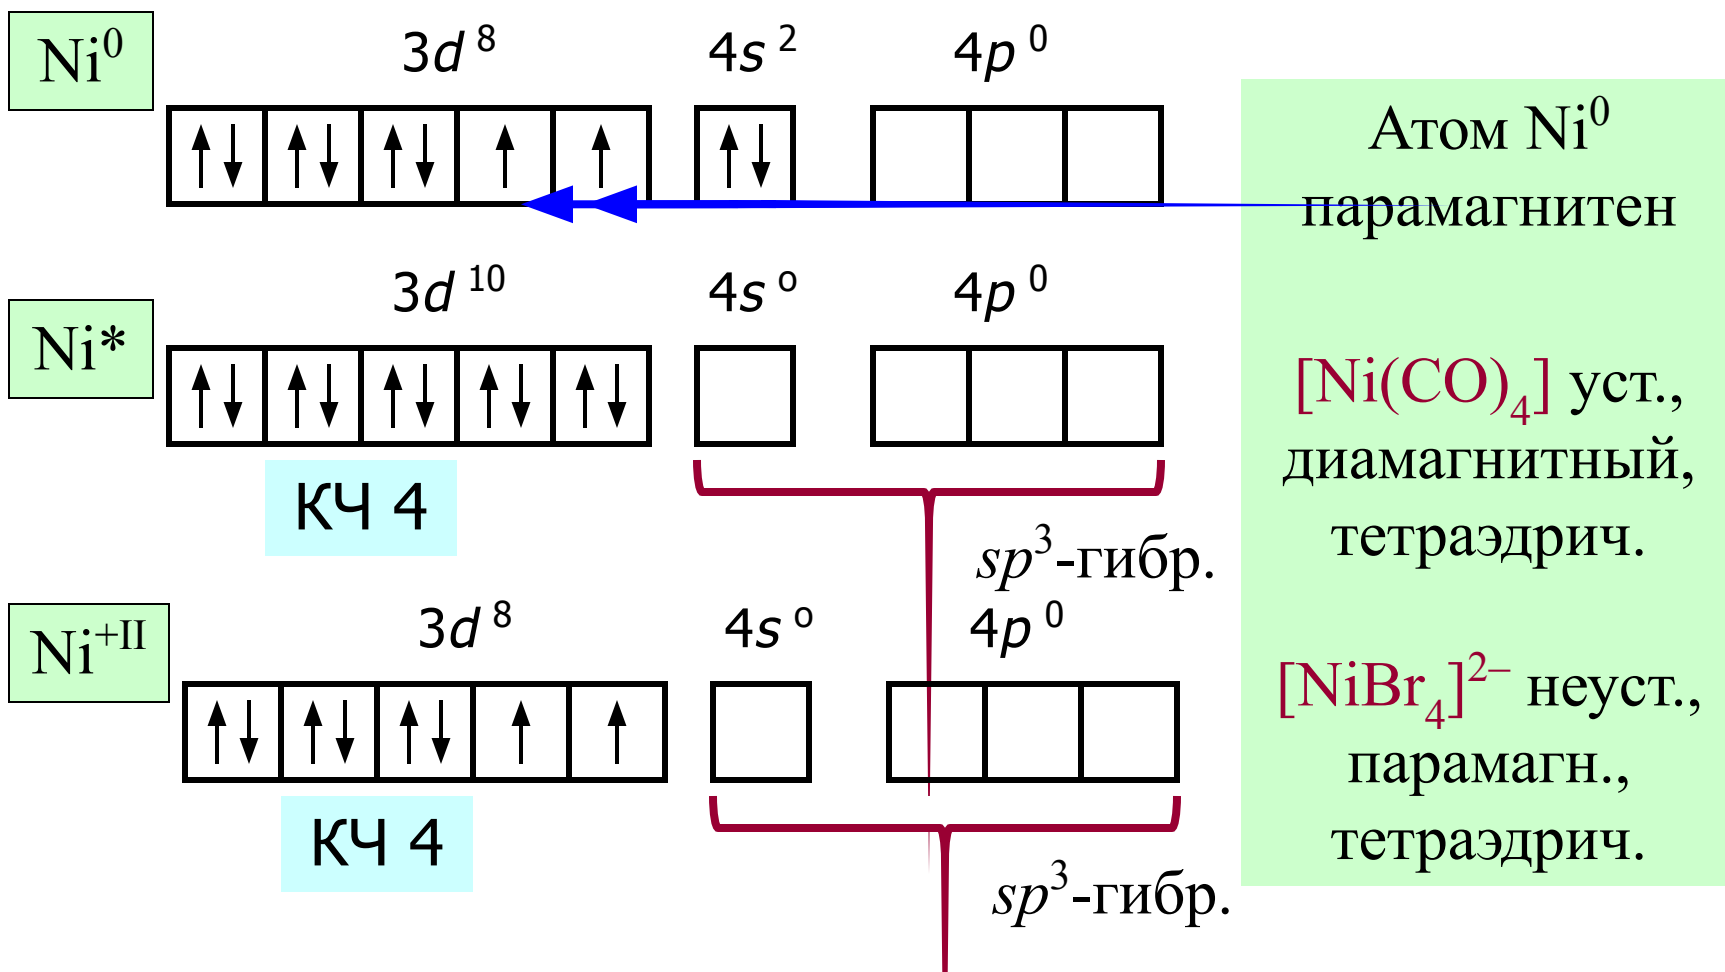 Ni⁰
3d ⁸ 4s ² 4p ⁰
Атом Ni⁰
парамагнитен
Ni*
3d ¹⁰ 4s ᵒ 4p ⁰
[Ni(CO)₄] уст.,
диамагнитный,
тетраэдрич.
КЧ 4
sp³-гибр.
Ni⁺ᴵᴵ
3d ⁸ 4s ᵒ 4p ⁰
[NiBr₄]²⁻ неуст.,
парамагн.,
тетраэдрич.
КЧ 4
sp³-гибр.